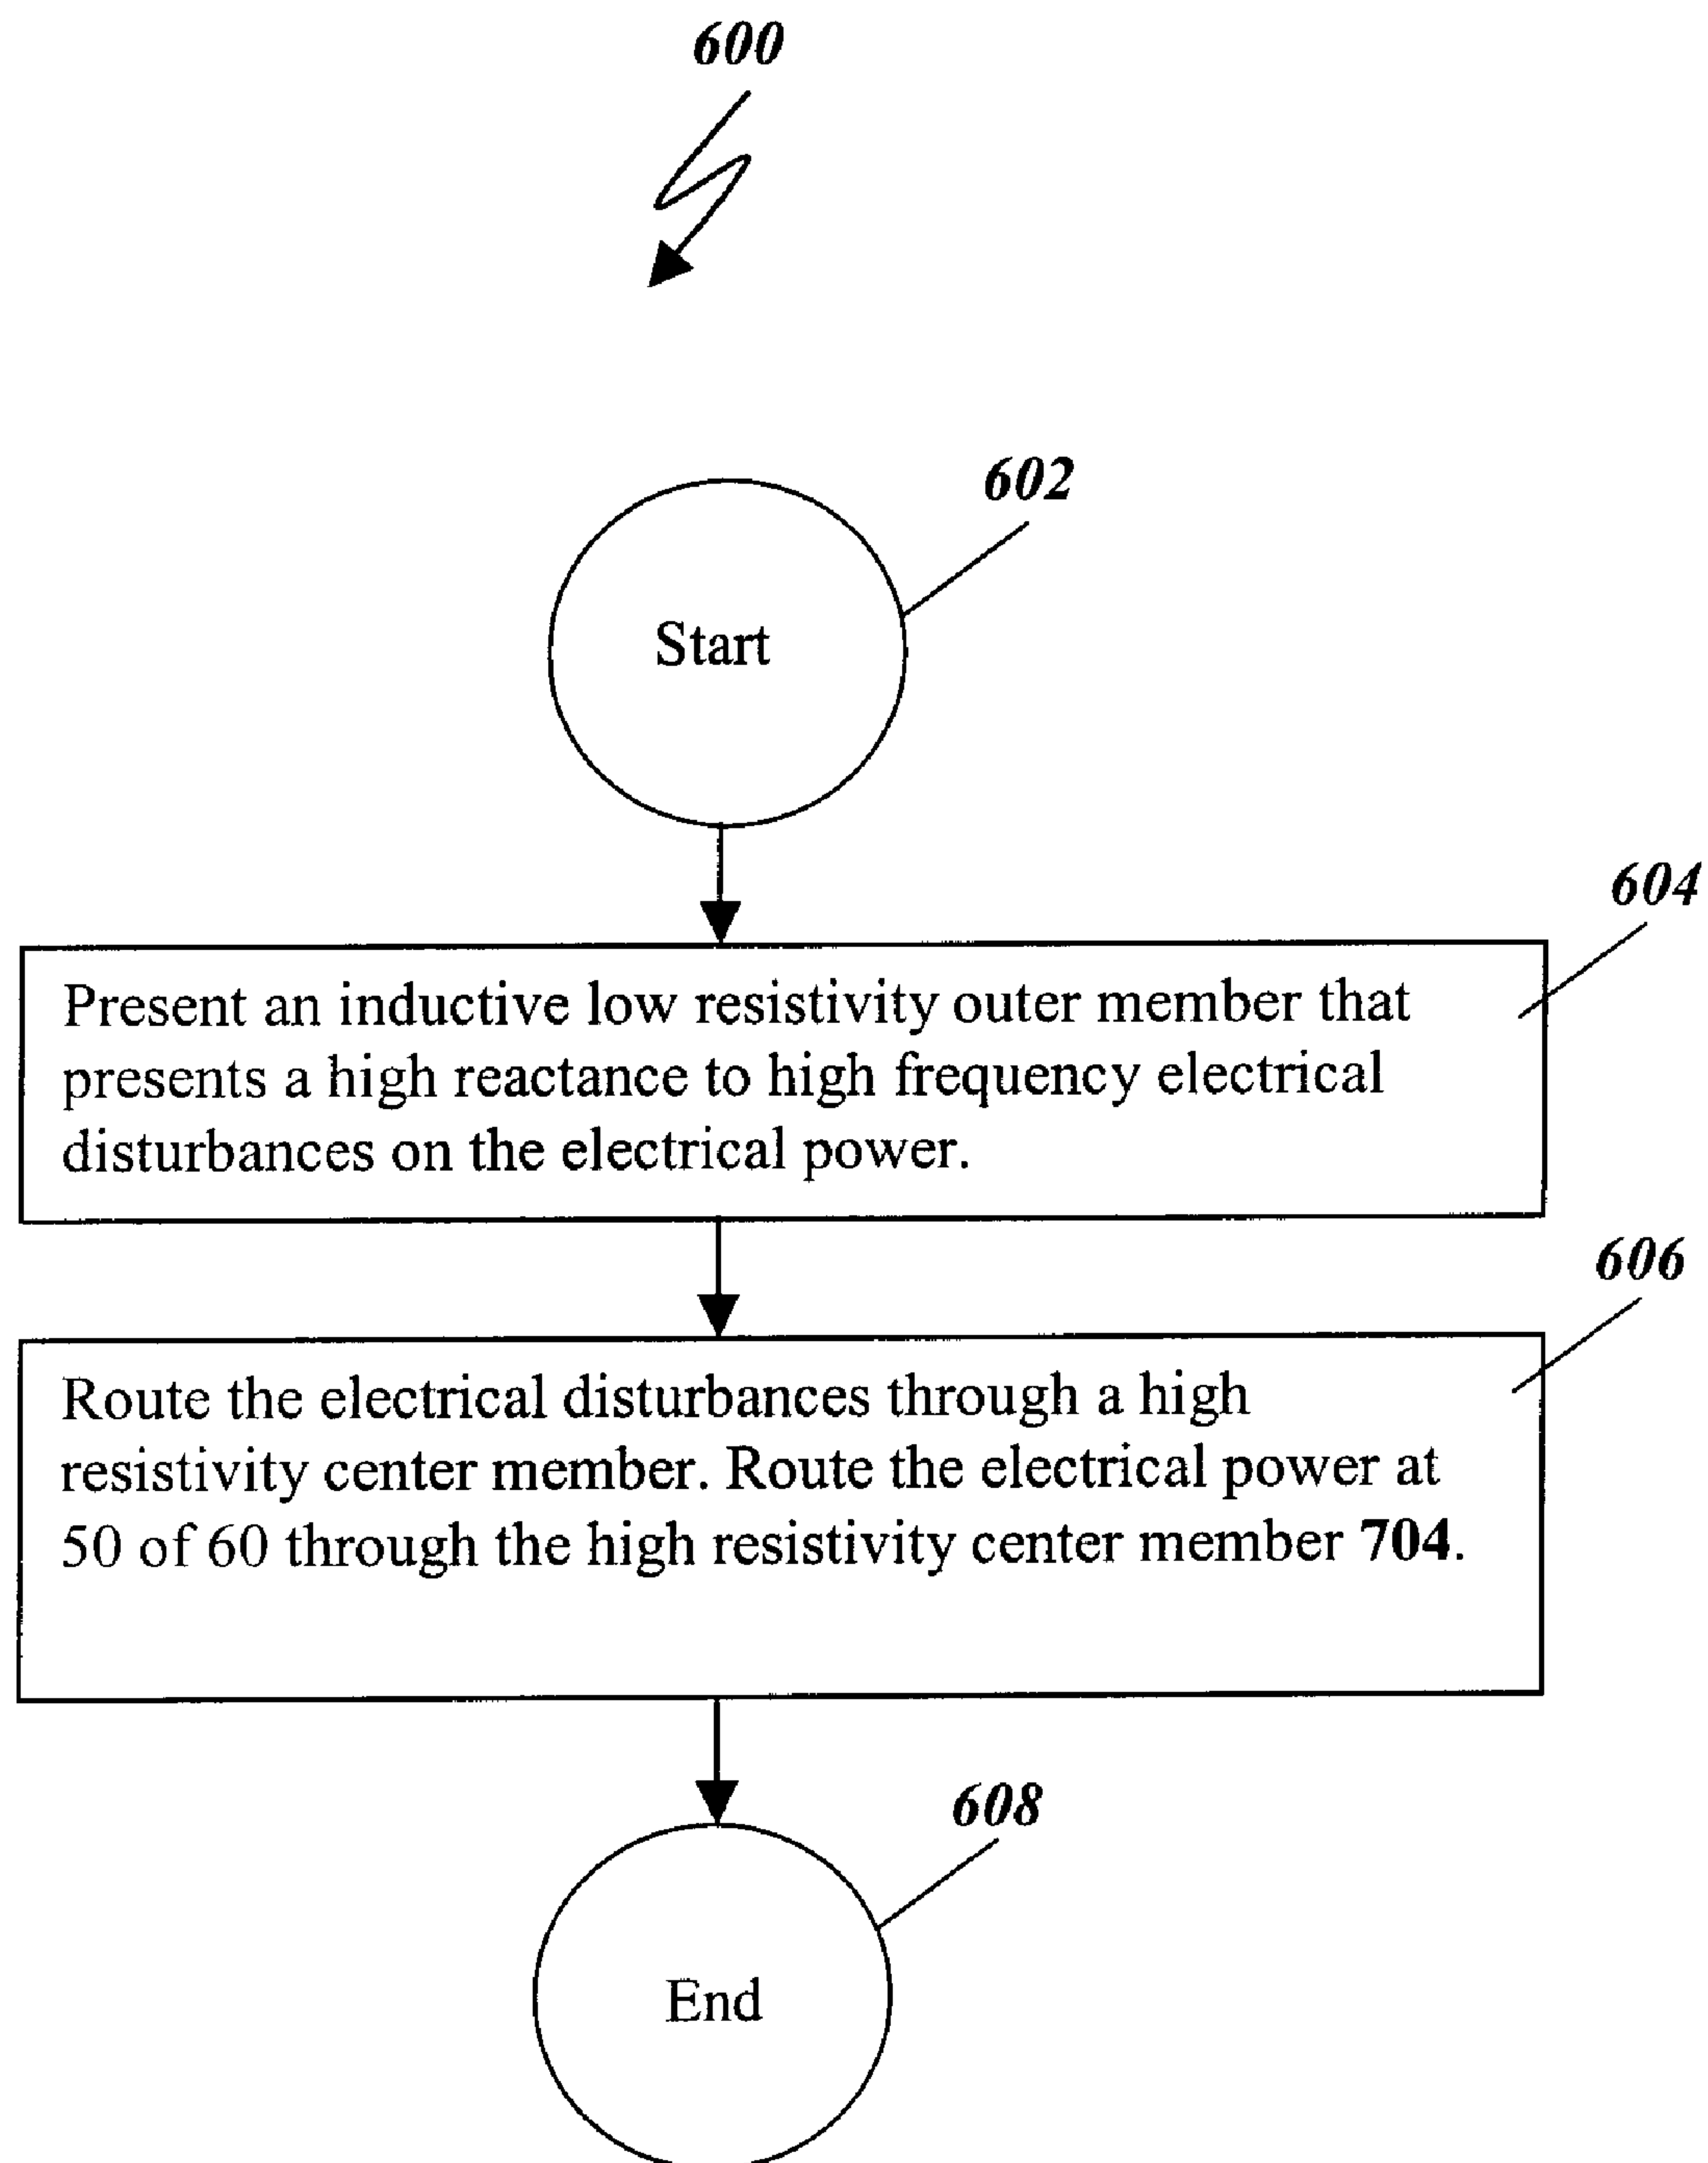 600
602
Start
604
Present an inductive low resistivity outer member that
presents a high reactance to high frequency electrical
disturbances on the electrical power.
606
Route the electrical disturbances through a high
resistivity center member. Route the electrical power at
50 of 60 through the high resistivity center member 704.
608
End